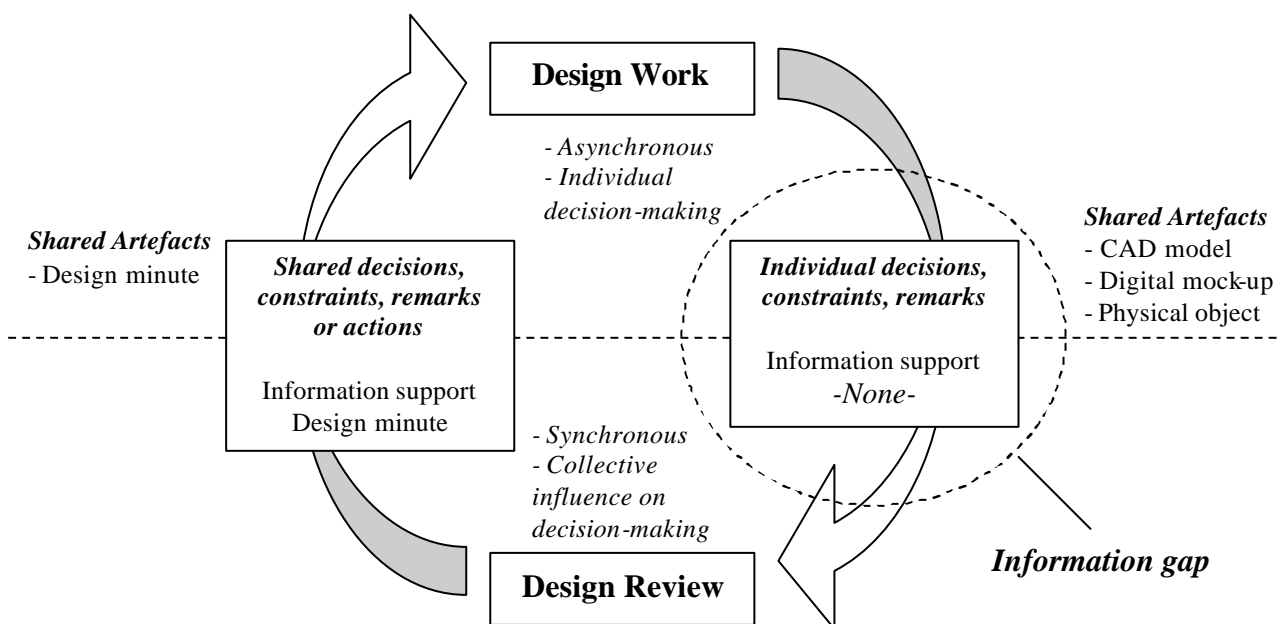 Design Work
- Asynchronous
- Individual
decision-making
Shared Artefacts
- Design minute
Shared decisions,
constraints, remarks
or actions
Information support
Design minute
Individual decisions,
constraints, remarks
Information support
-None-
Shared Artefacts
- CAD model
- Digital mock-up
- Physical object
- Synchronous
- Collective
influence on
decision-making
Design Review
Information gap